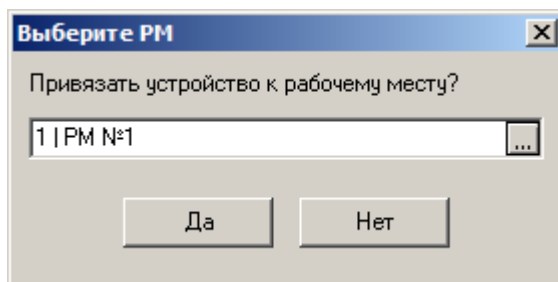 Выберите РМ
Привязать устройство к рабочему месту?
1 | РМ №1
...
Да
Нет